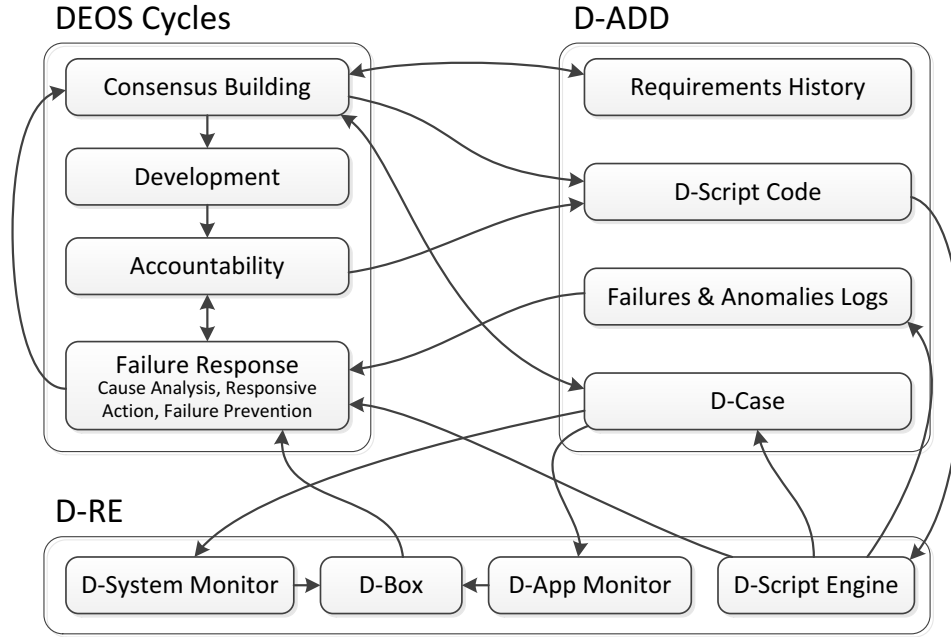 DEOS Cycles
Consensus Building
Development
Accountability
Failure Response
Cause Analysis, Responsive
Action, Failure Prevention
D-ADD
Requirements History
D-Script Code
Failures & Anomalies Logs
D-Case
D-RE
D-System Monitor
D-Box
D-App Monitor
D-Script Engine